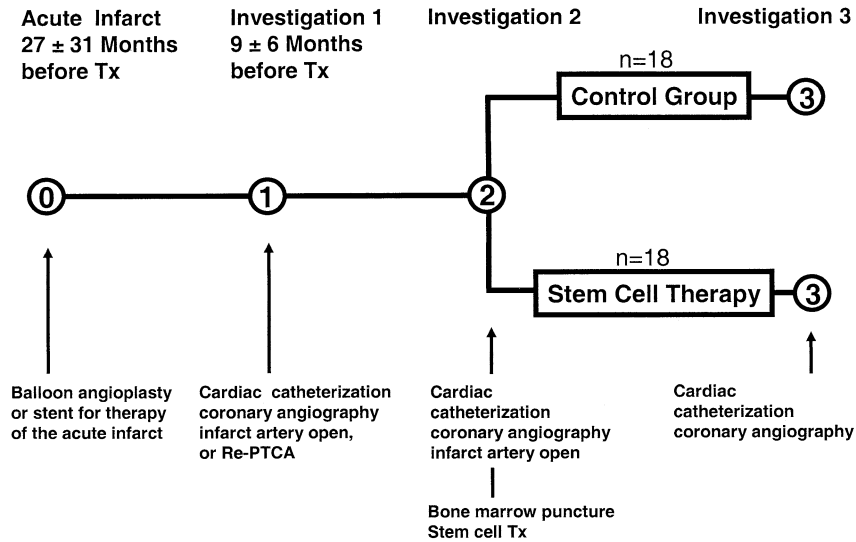 Acute Infarct
27 ± 31 Months
before Tx
Investigation 1
9 ± 6 Months
before Tx
Investigation 2
Investigation 3
n=18
Control Group
3
0
1
2
n=18
Stem Cell Therapy
3
Balloon angioplasty
or stent for therapy
of the acute infarct
Cardiac catheterization
coronary angiography
infarct artery open,
or Re-PTCA
Cardiac
catheterization
coronary angiography
infarct artery open
Bone marrow puncture
Stem cell Tx
Cardiac
catheterization
coronary angiography